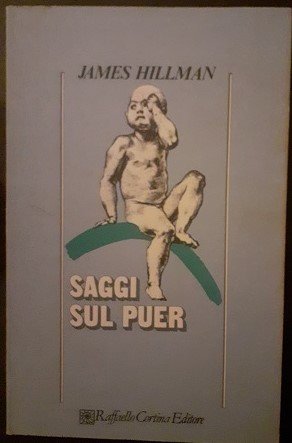 JAMES HILLMAN
SAGGI
SUL PUER
Raffaello Cortina Editore